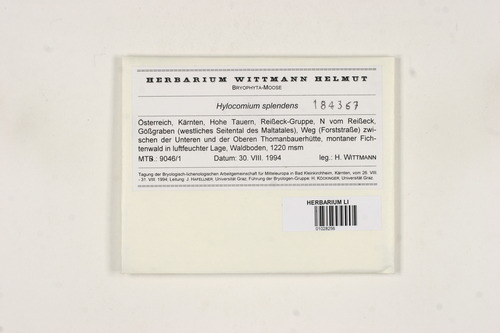 HERBARIUM WITTMANN HELMUT
BRYOPHYTA-MOOSE
Hylocomium splendens 184367
Österreich, Kärnten, Hohe Tauern, Reißeck-Gruppe, N vom Reißeck,
Gößgraben (westliches Seitental des Maltatales), Weg (Forststraße) zwi-
schen der Unteren und der Oberen Thomanbauerhütte, montaner Fich-
tenwald in luftfeuchter Lage, Waldboden, 1220 msm
MTB.: 9046/1 Datum: 30. VIII. 1994 leg.: H. WITTMANN
Tagung der Bryologisch-lichenologischen Arbeitsgemeinschaft für Mitteleuropa in Bad Kleinkirchheim, Kärnten, vom 26. VIII
- 31. VIII. 1994, Leitung: J. HAFELLNER, Universität Graz; Führung der Bryologen-Gruppe: H. KÖCKINGER, Universität Graz.
HERBARIUM LI
01026256